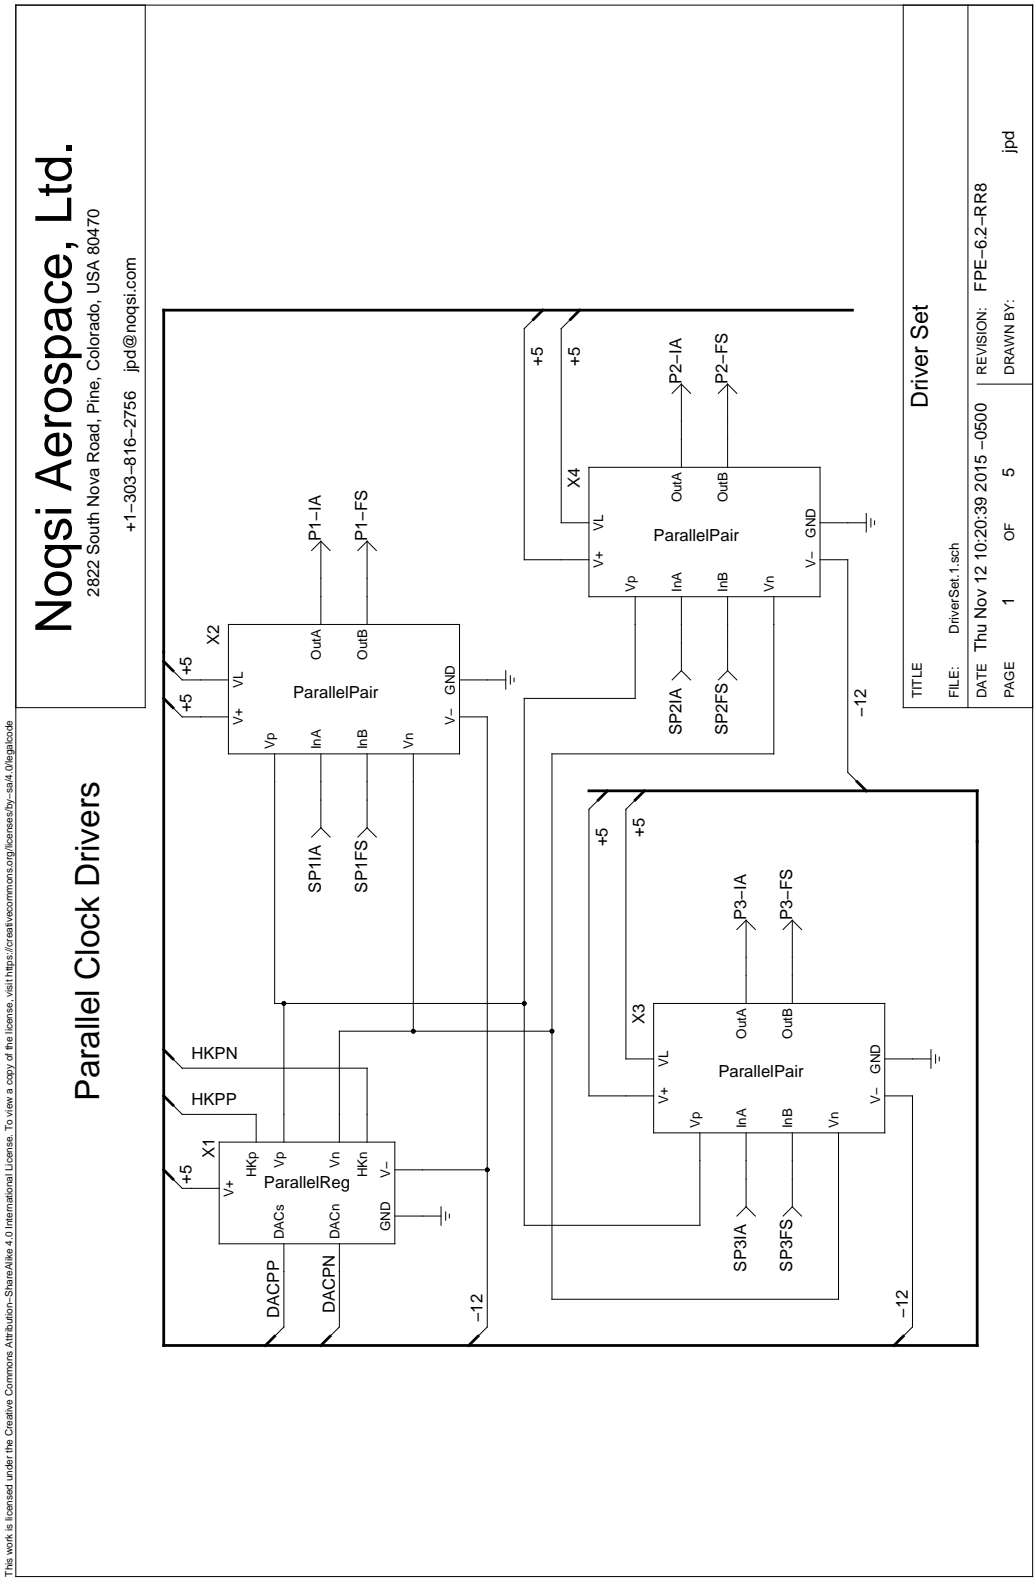 This work is licensed under the Creative Commons Attribution−ShareAlike 4.0 International License. To view a copy of the license, visit https://creativecommons.org/licenses/by−sa/4.0/legalcode
Noqsi Aerospace, Ltd.
2822 South Nova Road, Pine, Colorado, USA 80470
+1−303−816−2756 jpd@noqsi.com
Parallel Clock Drivers
+5
HKPP
HKPN
+5
+5
X1
V+
HKp
Vp
Vn
HKn
DACs
DACn
ParallelReg
GND
V−
DACPP
DACPN
−12
X2
V+
VL
Vp
InA
InB
Vn
OutA
OutB
ParallelPair
V−
GND
SP1IA
SP1FS
P1−IA
P1−FS
+5
+5
X4
V+
VL
Vp
InA
InB
Vn
OutA
OutB
ParallelPair
V−
GND
SP2IA
SP2FS
P2−IA
P2−FS
−12
+5
+5
X3
V+
VL
Vp
InA
InB
Vn
OutA
OutB
ParallelPair
V−
GND
SP3IA
SP3FS
P3−IA
P3−FS
−12
TITLE
Driver Set
FILE: DriverSet.1.sch
DATE Thu Nov 12 10:20:39 2015 −0500
REVISION: FPE−6.2−RR8
PAGE 1 OF 5
DRAWN BY: jpd